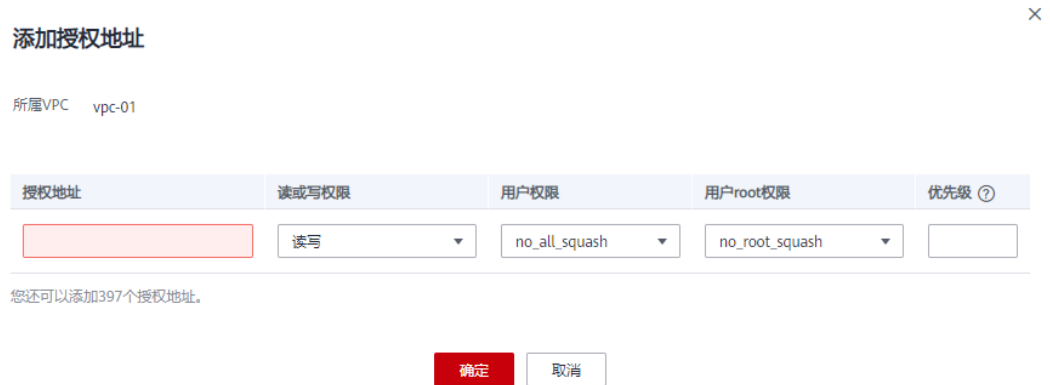 添加授权地址
所属VPC vpc-01
授权地址 读或写权限 用户权限 用户root权限 优先级 ?
读写 no_all_squash no_root_squash
您还可以添加397个授权地址。
确定 取消